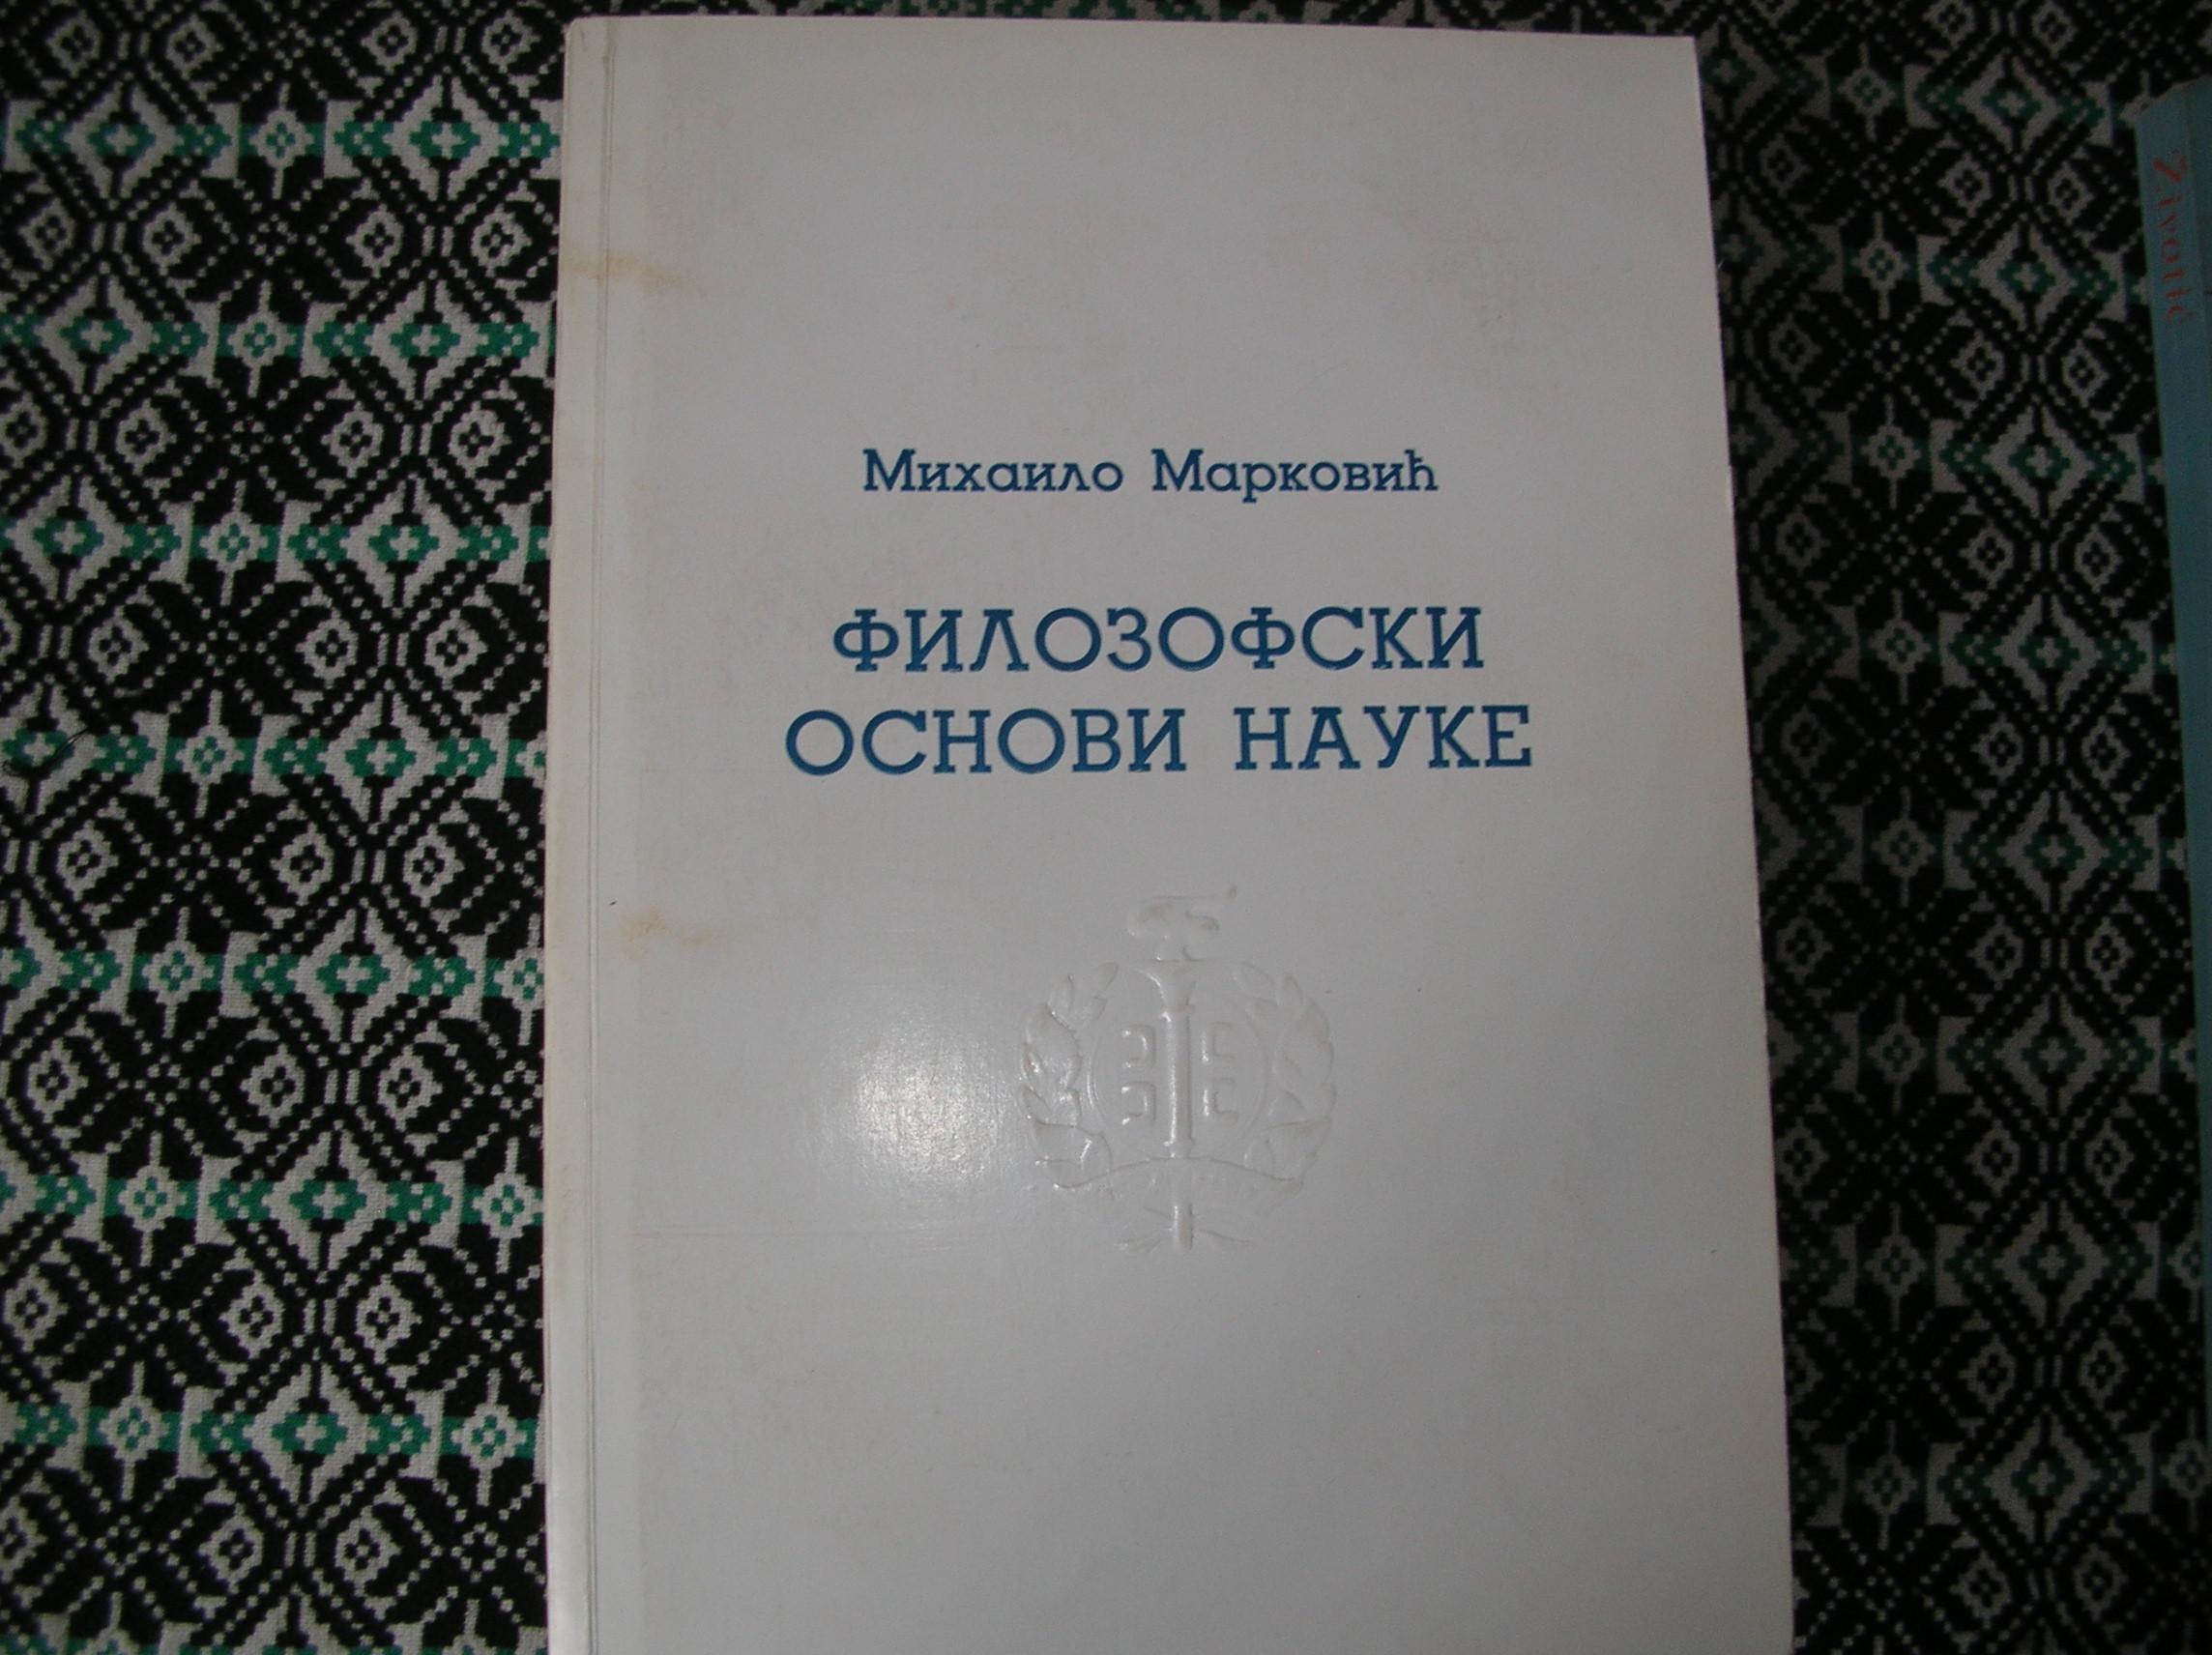 Михаило Марковић
ФИЛОЗОФСКИ
ОСНОВИ НАУКЕ